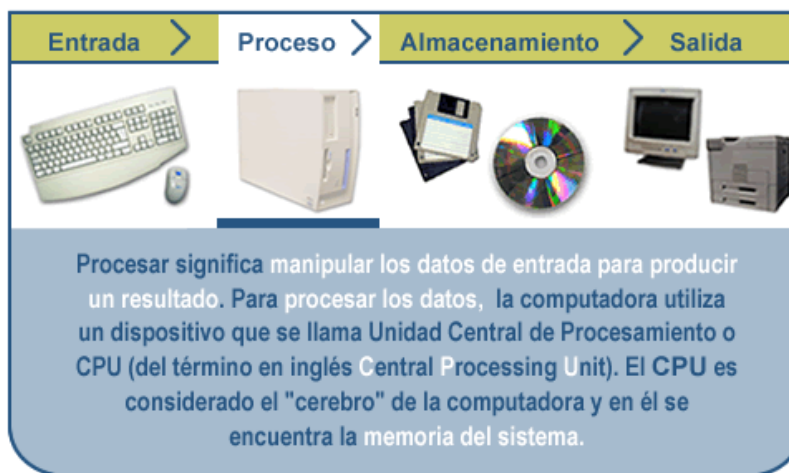 Entrada > Proceso > Almacenamiento > Salida
Procesar significa manipular los datos de entrada para producir
un resultado. Para procesar los datos, la computadora utiliza
un dispositivo que se llama Unidad Central de Procesamiento o
CPU (del término en inglés Central Processing Unit). El CPU es
considerado el "cerebro" de la computadora y en él se
encuentra la memoria del sistema.